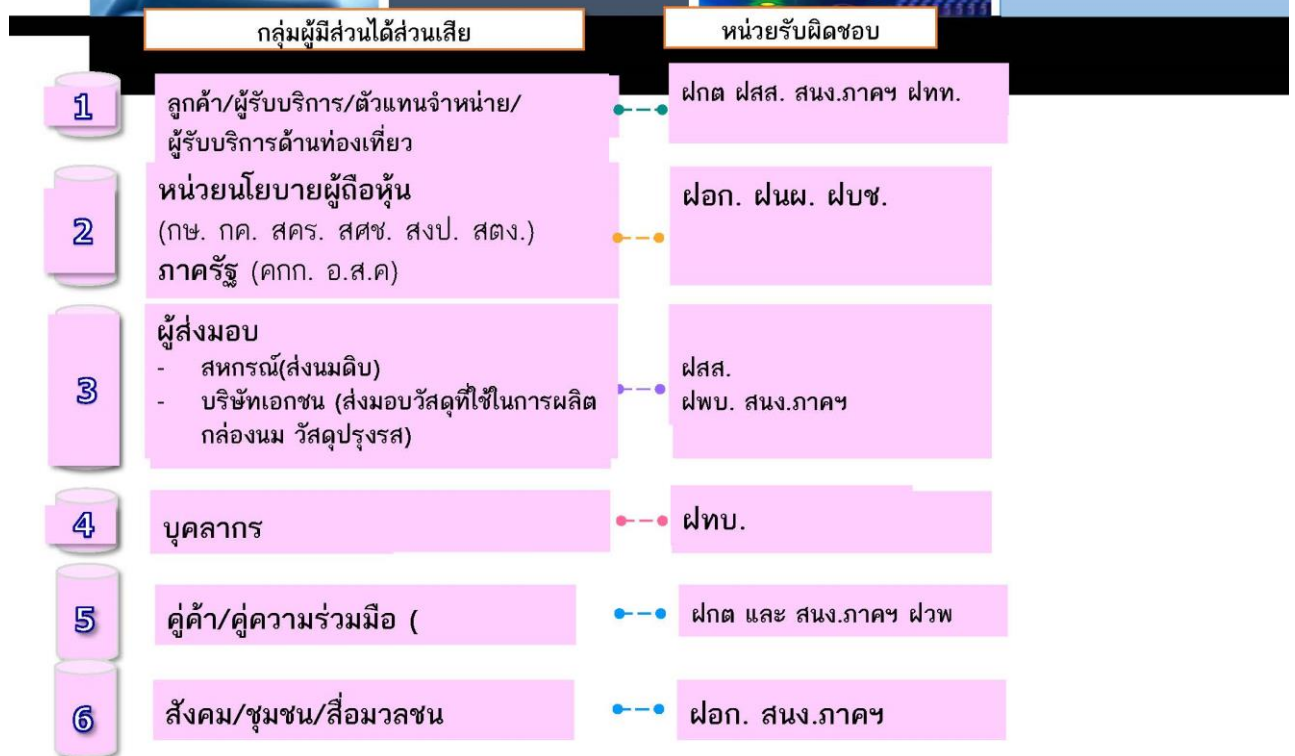 กลุ่มผู้มีส่วนได้ส่วนเสีย
หน่วยรับผิดชอบ
1
ลูกค้า/ผู้รับบริการ/ตัวแทนจำหน่าย/
ผู้รับบริการด้านท่องเที่ยว
ฝกต ฝสส. สนง.ภาคฯ ฝทท.
2
หน่วยนโยบายผู้ถือหุ้น
(กษ. กค. สคร. สศช. สงป. สตง.)
ภาครัฐ (คกก. อ.ส.ค)
ฝอก. ฝนผ. ฝบช.
3
ผู้ส่งมอบ
- สหกรณ์(ส่งนมดิบ)
- บริษัทเอกชน (ส่งมอบวัสดุที่ใช้ในการผลิต
กล่องนม วัสดุปรุงรส)
ฝสส.
ฝพบ. สนง.ภาคฯ
4
บุคลากร
ฝทบ.
5
คู่ค้า/คู่ความร่วมมือ (
ฝกต และ สนง.ภาคฯ ฝวพ
6
สังคม/ชุมชน/สื่อมวลชน
ฝอก. สนง.ภาคฯ